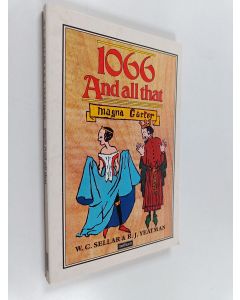 1066
And all that
magna Carter
W. C. SELLAR & R. J. YEATMAN